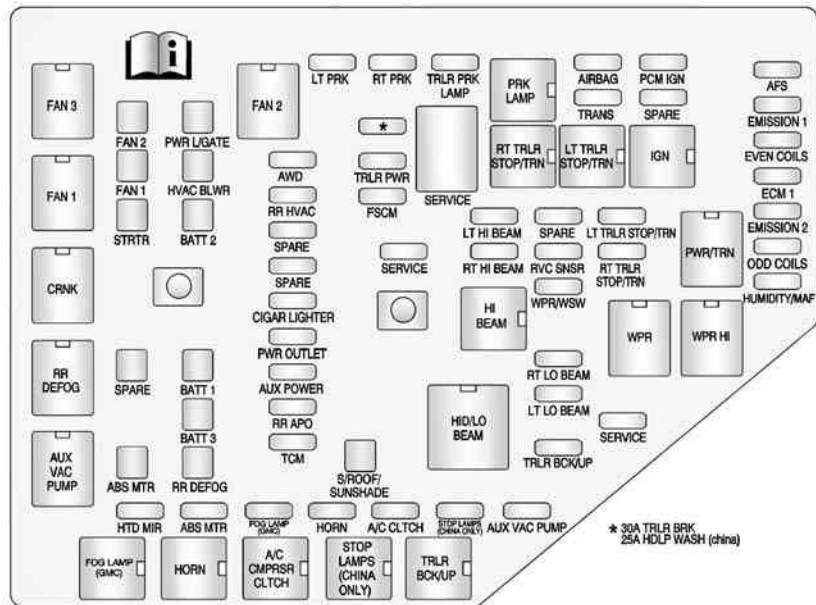 i
FAN 3
FAN 2
PWR L/GATE
FAN 2
LT PRK
RT PRK
TRLR PRK
LAMP
PRK
LAMP
AIRBAG
PCM IGN
AFS
*
TRANS
SPARE
EMISSION 1
AWD
TRLR PWR
SERVICE
RT TRLR
STOP/TRN
LT TRLR
STOP/TRN
IGN
EVEN COILS
FAN 1
FAN 1
HVAC BLWR
RR HVAC
FSCM
ECM 1
STRTR
BATT 2
SPARE
LT HI BEAM
SPARE
LT TRLR STOP/TRN
EMISSION 2
SPARE
SERVICE
RT HI BEAM
RVC SNSR
RT TRLR
STOP/TRN
PWR/TRN
ODD COILS
CRNK
CIGAR LIGHTER
HI
BEAM
WPR/WSW
HUMIDITY/MAF
PWR OUTLET
WPR
WPR HI
RR
DEFOG
SPARE
BATT 1
AUX POWER
RT LO BEAM
BATT 3
RR APO
HID/LO
BEAM
LT LO BEAM
SERVICE
AUX
VAC
PUMP
ABS MTR
RR DEFOG
TCM
S/ROOF/
SUNSHADE
TRLR BCK/UP
HTD MIR
ABS MTR
FOG LAMP
(GMC)
HORN
A/C CLTCH
STOP LAMPS
(CHINA ONLY)
AUX VAC PUMP
* 30A TRLR BRK
25A HDLP WASH (china)
FOG LAMP
(GMC)
HORN
A/C
CMPRSR
CLTCH
STOP
LAMPS
(CHINA
ONLY)
TRLR
BCK/UP